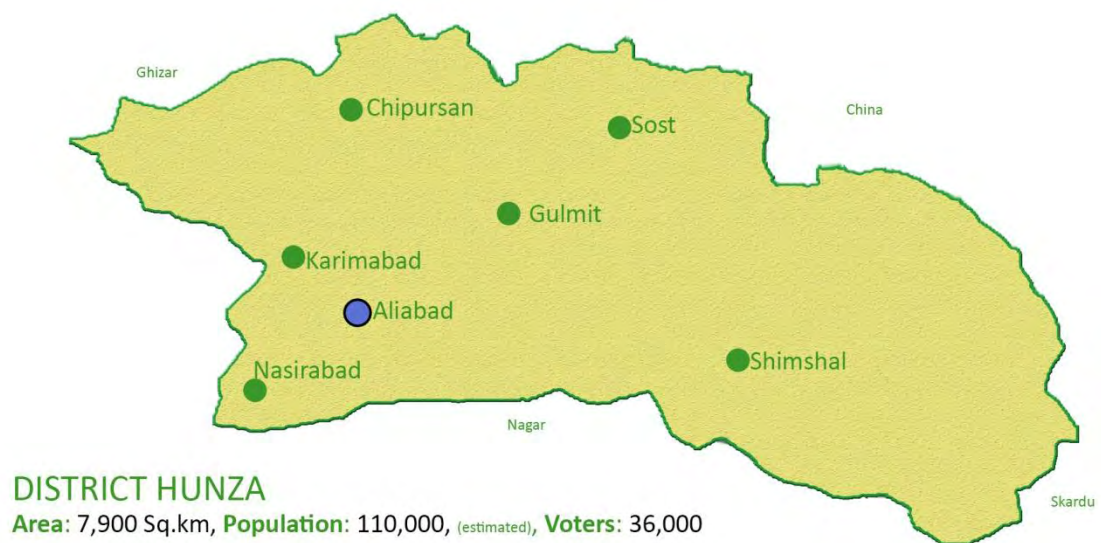 Ghizar
Chipursan
China
Sost
Gulmit
Karimabad
Aliabad
Shimshal
Nasirabad
Nagar
DISTRICT HUNZA
Skardu
Area: 7,900 Sq.km, Population: 110,000, (estimated), Voters: 36,000